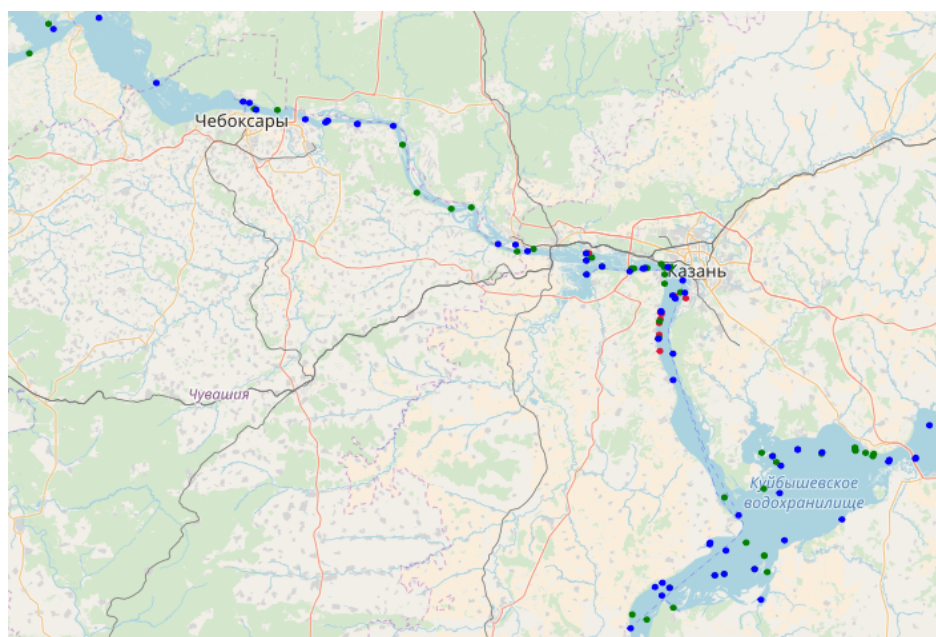 Чебоксары
Казань
Чувашия
Куйбышевское
водохранилище